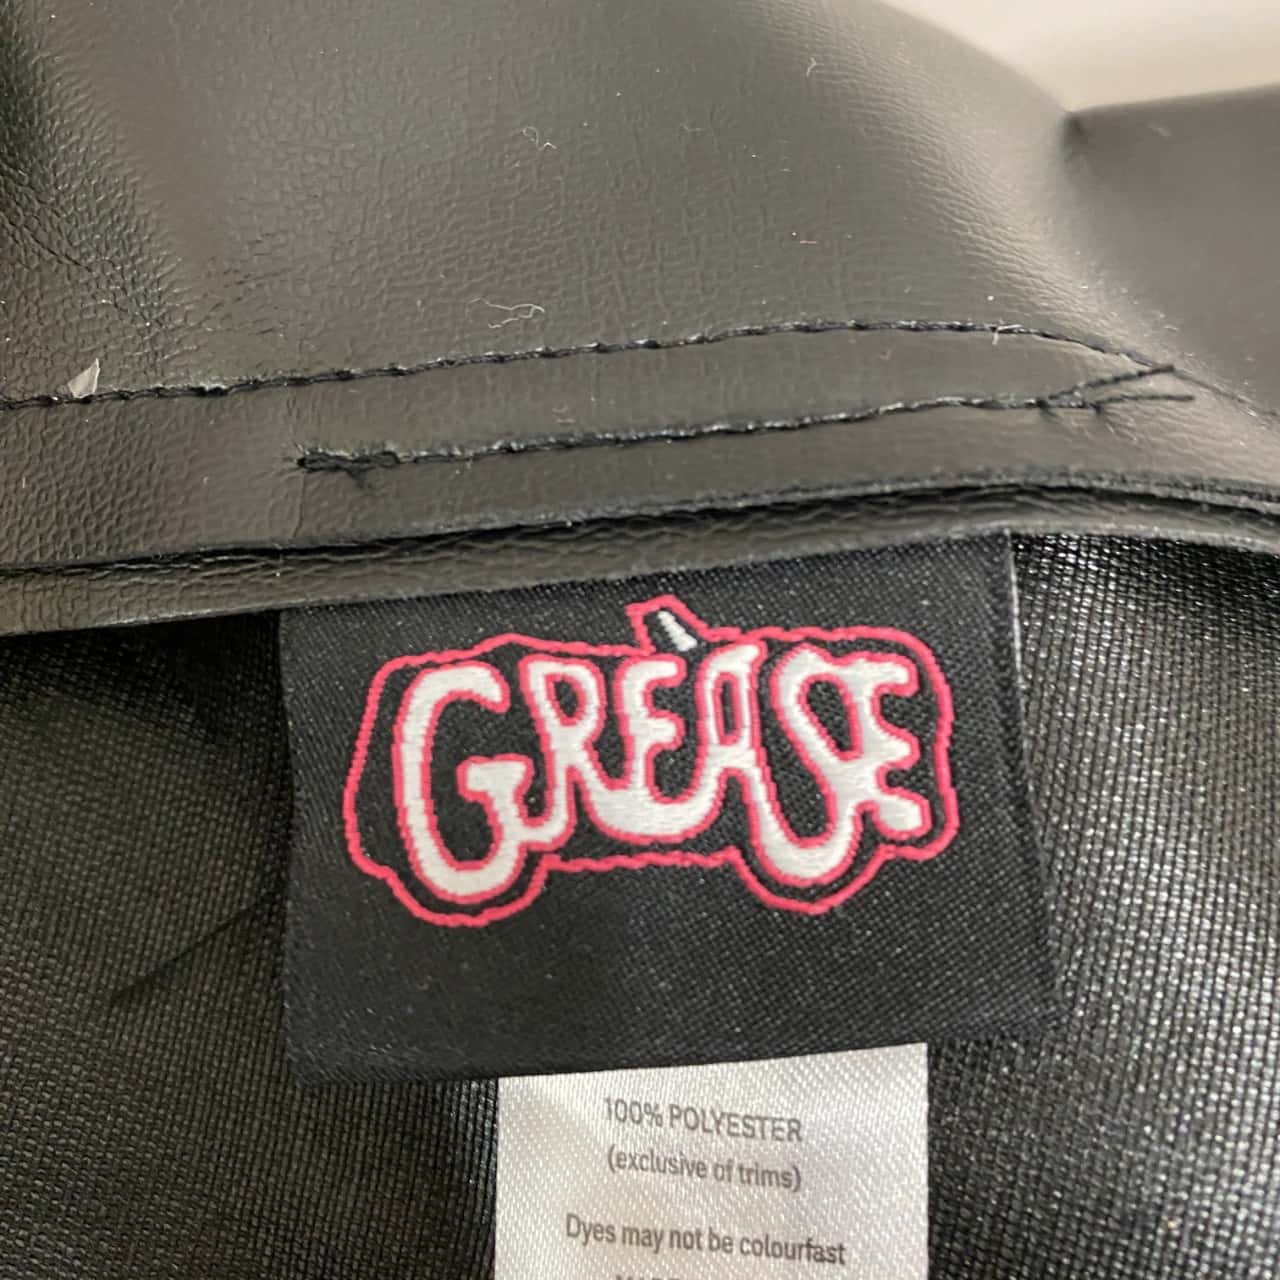 GREASE
100% POLYESTER
(exclusive of trims)
Dyes may not be colourfast